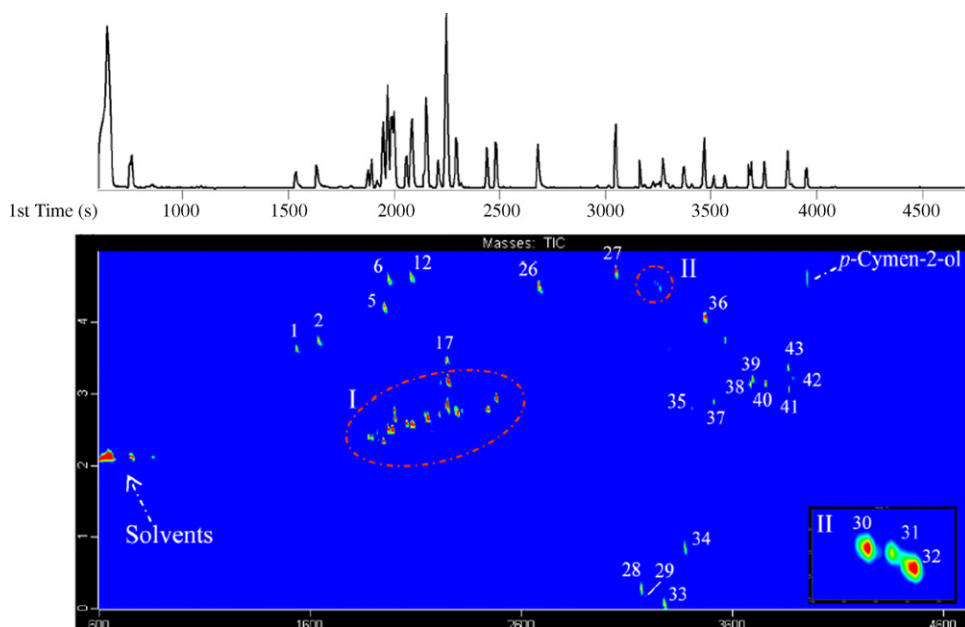 1st Time (s) 1000 1500 2000 2500 3000 3500 4000 4500
Masses: TIC
6 12 26 27 II p-Cymen-2-ol
5 36
4
1 2
17 39 43
3
I 38 42
35 37 40 41
2
Solvents
1
34
II 30 31 32
28 29
33
0
600 1600 2600 3600 4600